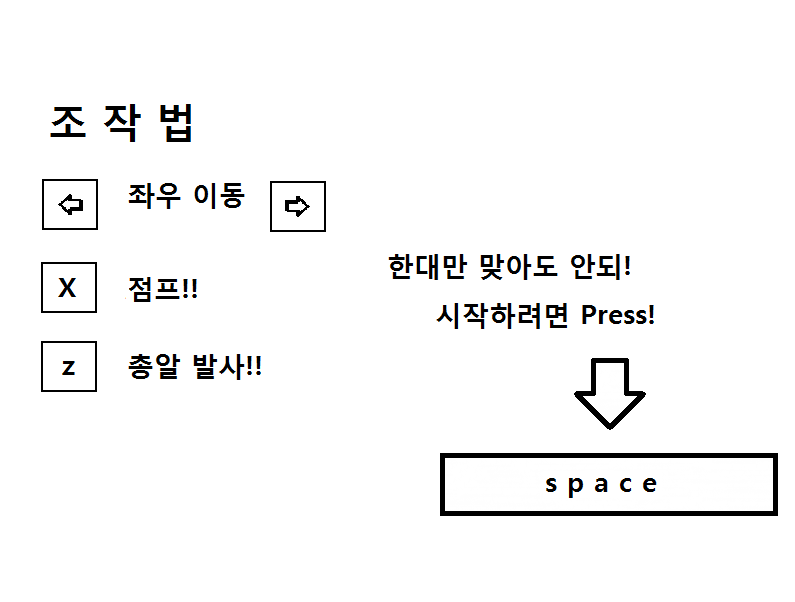 조 작 법
좌우 이동
X 점프!!
z 총알 발사!!
한대만 맞아도 안되!
시작하려면 Press!
s p a c e